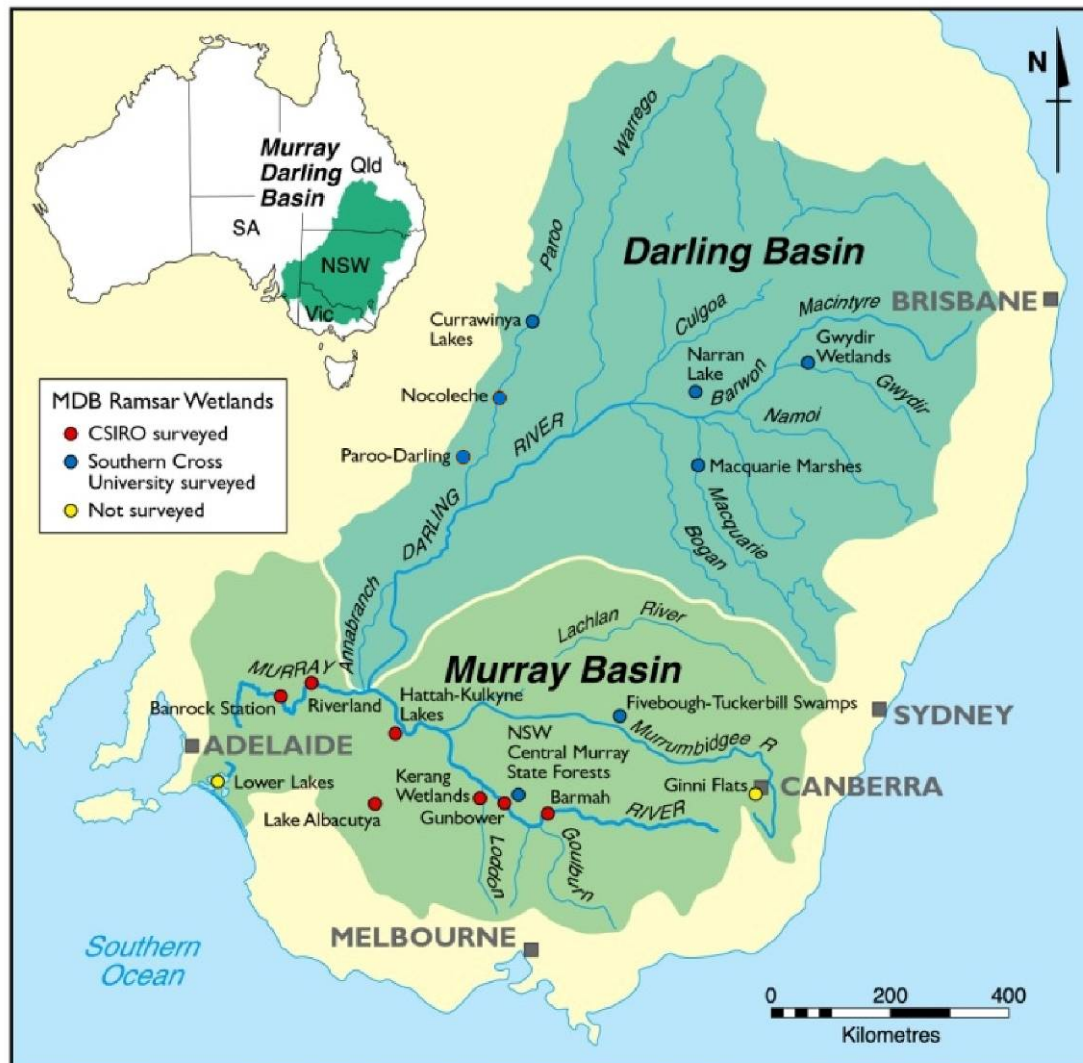 N
Murray
Darling
Basin
Qld
SA
NSW
Vic
MDB Ramsar Wetlands
CSIRO surveyed
Southern Cross
University surveyed
Not surveyed
Darling Basin
Warrego
Paroo
Culgoa
Macintyre
BRISBANE
Currawinya
Lakes
Narran
Lake
Barwon
Gwydir
Wetlands
Gwydir
Nocoleche
Namoi
DARLING RIVER
Paroo-Darling
Macquarie Marshes
Macquarie
Bogan
Annabranch
Lachlan River
Murray Basin
MURRAY
Banrock Station
Riverland
Hattah-Kulkyne
Lakes
Fivebough-Tuckerbill Swamps
SYDNEY
Murrumbidgee R
ADELAIDE
NSW
Central Murray
State Forests
Lower Lakes
Kerang
Wetlands
Ginni Flats
CANBERRA
Lake Albacutya
Gunbower
Barmah
RIVER
Loddon
Goulburn
MELBOURNE
Southern
Ocean
0 200 400
Kilometres